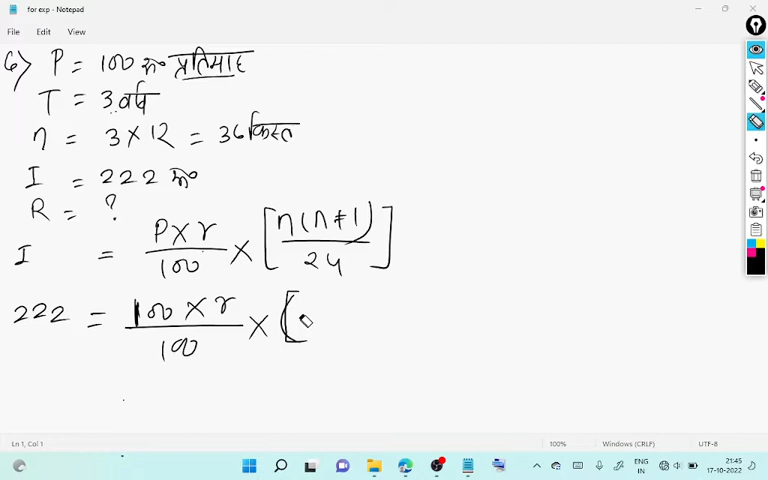 for exp - Notepad
File Edit View
6) P = 100 रू प्रतिमाह
T = 3 वर्ष
n = 3 × 12 = 36 किस्त
I = 222 रू
R = ?
I = P × r / 100 × [ n(n+1) / 24 ]
222 = 100 × r / 100 × [
Ln 1, Col 1 100% Windows (CRLF) UTF-8
ENG IN 21:45 17-10-2022